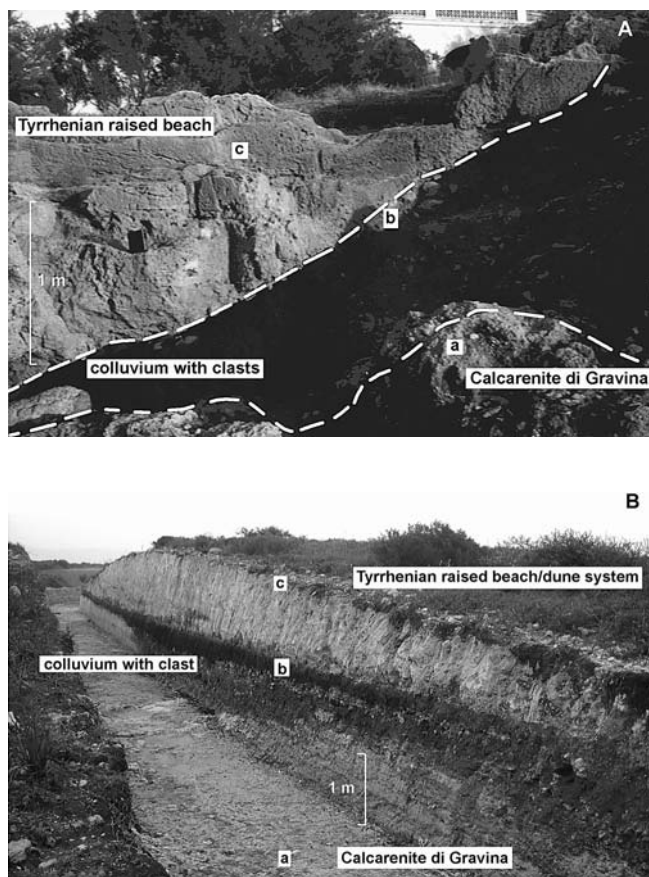 A
Tyrrhenian raised beach
c
b
1 m
a
colluvium with clasts
Calcarenite di Gravina
B
c
Tyrrhenian raised beach/dune system
colluvium with clast
b
1 m
a
Calcarenite di Gravina